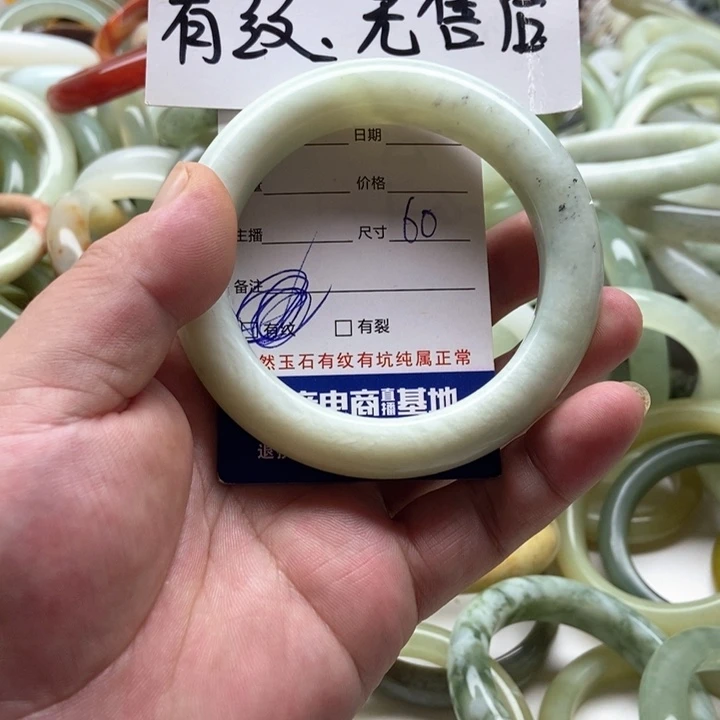 有纹、无售后
日期
价格
主播 尺寸 60
备注
有纹 □有裂
然玉石有纹有坑纯属正常
电商直播基地